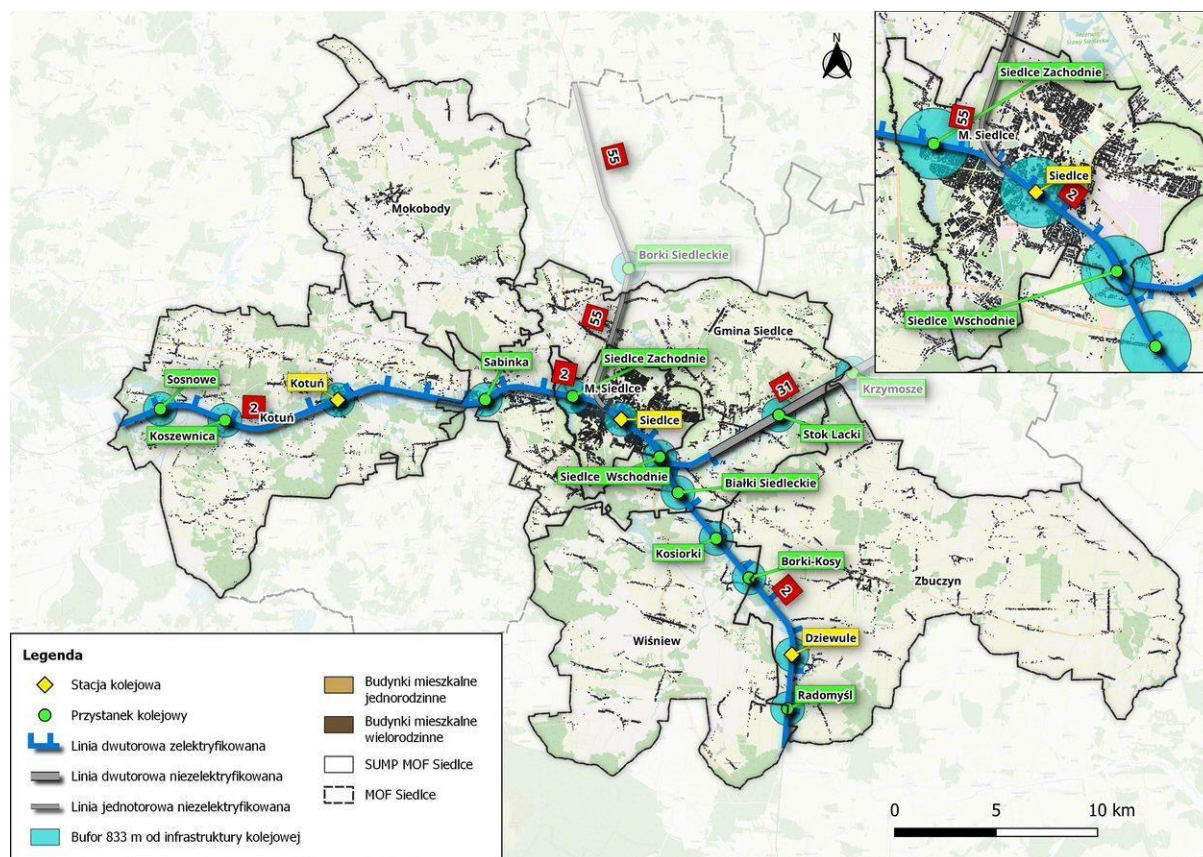 N
Siedlce Zachodnie
55
M. Siedlce
Siedlce
2
Siedlce Wschodnie
55
Mokobody
Borki Siedleckie
55
Gmina Siedlce
Sabinka
Siedlce Zachodnie
2
M. Siedlce
Krzymosze
Sosnowe
Kotuń
2
Kotuń
31
Koszewnica
Siedlce
Stok Lacki
Siedlce Wschodnie
Białki Siedleckie
Kosiorki
Borki-Kosy
2
Zbuczyn
Wiśniew
Dziewule
Radomyśl
Legenda
Stacja kolejowa
Przystanek kolejowy
Linia dwutorowa zelektryfikowana
Linia dwutorowa niezelektryfikowana
Linia jednotorowa niezelektryfikowana
Bufor 833 m od infrastruktury kolejowej
Budynki mieszkalne
jednorodzinne
Budynki mieszkalne
wielorodzinne
SUMP MOF Siedlce
MOF Siedlce
0 5 10 km